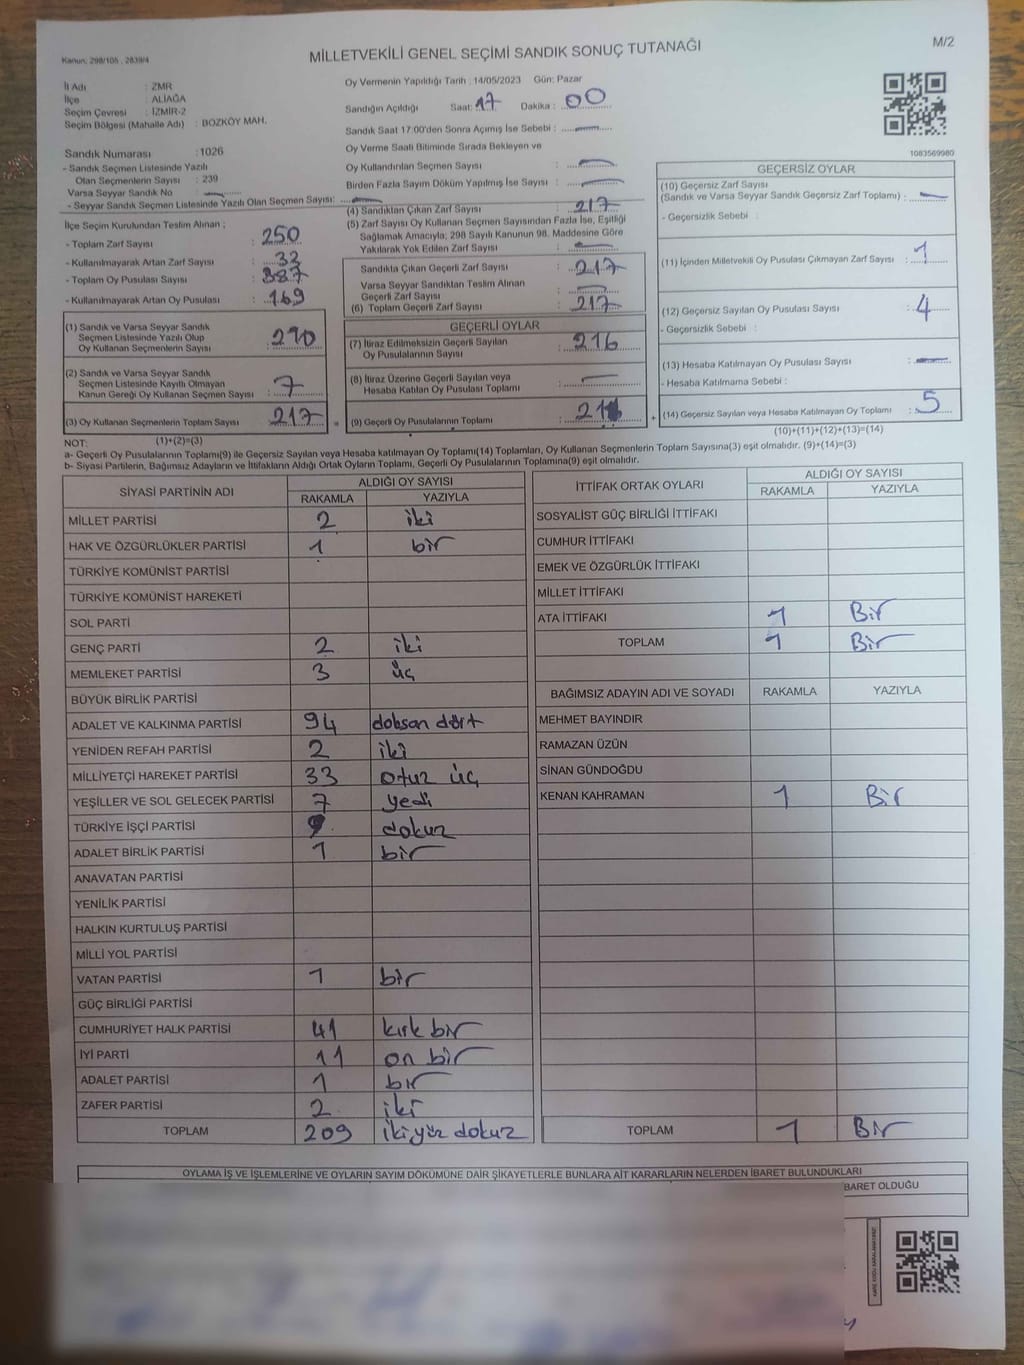 Kanun, 298/105 , 2839/4
MİLLETVEKİLİ GENEL SEÇİMİ SANDIK SONUÇ TUTANAĞI
M/2
İl Adı : ZMR
İlçe : ALİAĞA
Seçim Çevresi : İZMİR-2
Seçim Bölgesi (Mahalle Adı) : BOZKÖY MAH.
Sandık Numarası :1026
- Sandık Seçmen Listesinde Yazılı
Olan Seçmenlerin Sayısı : 239
Varsa Seyyar Sandık No : —
- Seyyar Sandık Seçmen Listesinde Yazılı Olan Seçmen Sayısı: —
Oy Vermenin Yapıldığı Tarih : 14/05/2023 Gün: Pazar
Sandığın Açıldığı Saat: 17 Dakika : 00
Sandık Saat 17:00'den Sonra Açımış İse Sebebi : —
Oy Verme Saati Bitiminde Sırada Bekleyen ve
Oy Kullandırılan Seçmen Sayısı : —
Birden Fazla Sayım Döküm Yapılmış İse Sayısı : —
1083569980
İlçe Seçim Kurulundan Teslim Alınan ;
- Toplam Zarf Sayısı : 250
- Kullanılmayarak Artan Zarf Sayısı : 33
- Toplam Oy Pusulası Sayısı : 387
- Kullanılmayarak Artan Oy Pusulası : 169
(1) Sandık ve Varsa Seyyar Sandık
Seçmen Listesinde Yazılı Olup
Oy Kullanan Seçmenlerin Sayısı : 210
(2) Sandık ve Varsa Seyyar Sandık
Seçmen Listesinde Kayıtlı Olmayan
Kanun Gereği Oy Kullanan Seçmen Sayısı : 7
(3) Oy Kullanan Seçmenlerin Toplam Sayısı : 217
(4) Sandıktan Çıkan Zarf Sayısı : 217
(5) Zarf Sayısı Oy Kullanan Seçmen Sayısından Fazla İse, Eşitliği
Sağlamak Amacıyla; 298 Sayılı Kanunun 98. Maddesine Göre
Yakılarak Yok Edilen Zarf Sayısı : —
Sandıkta Çıkan Geçerli Zarf Sayısı : 217
Varsa Seyyar Sandıktan Teslim Alınan
Geçerli Zarf Sayısı : —
(6) Toplam Geçerli Zarf Sayısı : 217
GEÇERLİ OYLAR
(7) İtiraz Edilmeksizin Geçerli Sayılan
Oy Pusulalarının Sayısı : 216
(8) İtiraz Üzerine Geçerli Sayılan veya
Hesaba Katılan Oy Pusulası Toplamı : —
(9) Geçerli Oy Pusulalarının Toplamı :
GEÇERSİZ OYLAR
(10) Geçersiz Zarf Sayısı
(Sandık ve Varsa Seyyar Sandık Geçersiz Zarf Toplamı) : —
- Geçersizlik Sebebi :
(11) İçinden Milletvekili Oy Pusulası Çıkmayan Zarf Sayısı : 1
(12) Geçersiz Sayılan Oy Pusulası Sayısı : 4
- Geçersizlik Sebebi :
(13) Hesaba Katılmayan Oy Pusulası Sayısı : —
- Hesaba Katılmama Sebebi :
(14) Geçersiz Sayılan veya Hesaba Katılmayan Oy Toplamı : 5
NOT: (1)+(2)=(3) (10)+(11)+(12)+(13)=(14)
a- Geçerli Oy Pusulalarının Toplamı(9) ile Geçersiz Sayılan veya Hesaba katılmayan Oy Toplamı(14) Toplamları, Oy Kullanan Seçmenlerin Toplam Sayısına(3) eşit olmalıdır. (9)+(14)=(3)
b- Siyasi Partilerin, Bağımsız Adayların ve İttifakların Aldığı Ortak Oyların Toplamı, Geçerli Oy Pusulalarının Toplamına(9) eşit olmalıdır.
SİYASİ PARTİNİN ADI ALDIĞI OY SAYISI
RAKAMLA YAZIYLA
MİLLET PARTİSİ 2 iki
HAK VE ÖZGÜRLÜKLER PARTİSİ 1 bir
TÜRKİYE KOMÜNİST PARTİSİ
TÜRKİYE KOMÜNİST HAREKETİ
SOL PARTİ
GENÇ PARTİ 2 iki
MEMLEKET PARTİSİ 3 üç
BÜYÜK BİRLİK PARTİSİ
ADALET VE KALKINMA PARTİSİ 94 doksan dört
YENİDEN REFAH PARTİSİ 2 iki
MİLLİYETÇİ HAREKET PARTİSİ 33 otuz üç
YEŞİLLER VE SOL GELECEK PARTİSİ 7 yedi
TÜRKİYE İŞÇİ PARTİSİ 9 dokuz
ADALET BİRLİK PARTİSİ 1 bir
ANAVATAN PARTİSİ
YENİLİK PARTİSİ
HALKIN KURTULUŞ PARTİSİ
MİLLİ YOL PARTİSİ
VATAN PARTİSİ 1 bir
GÜÇ BİRLİĞİ PARTİSİ
CUMHURİYET HALK PARTİSİ 41 kırk bir
İYİ PARTİ 11 on bir
ADALET PARTİSİ 1 bir
ZAFER PARTİSİ 2 iki
TOPLAM 209 ikiyüz dokuz
İTTİFAK ORTAK OYLARI ALDIĞI OY SAYISI
RAKAMLA YAZIYLA
SOSYALİST GÜÇ BİRLİĞİ İTTİFAKI
CUMHUR İTTİFAKI
EMEK VE ÖZGÜRLÜK İTTİFAKI
MİLLET İTTİFAKI
ATA İTTİFAKI 1 Bir
TOPLAM 1 Bir
BAĞIMSIZ ADAYIN ADI VE SOYADI RAKAMLA YAZIYLA
MEHMET BAYINDIR
RAMAZAN ÜZÜN
SİNAN GÜNDOĞDU
KENAN KAHRAMAN 1 Bir
TOPLAM 1 Bir
OYLAMA İŞ VE İŞLEMLERİNE VE OYLARIN SAYIM DÖKÜMÜNE DAİR ŞİKAYETLERLE BUNLARA AİT KARARLARIN NELERDEN İBARET BULUNDUKLARI
BARET OLDUĞU